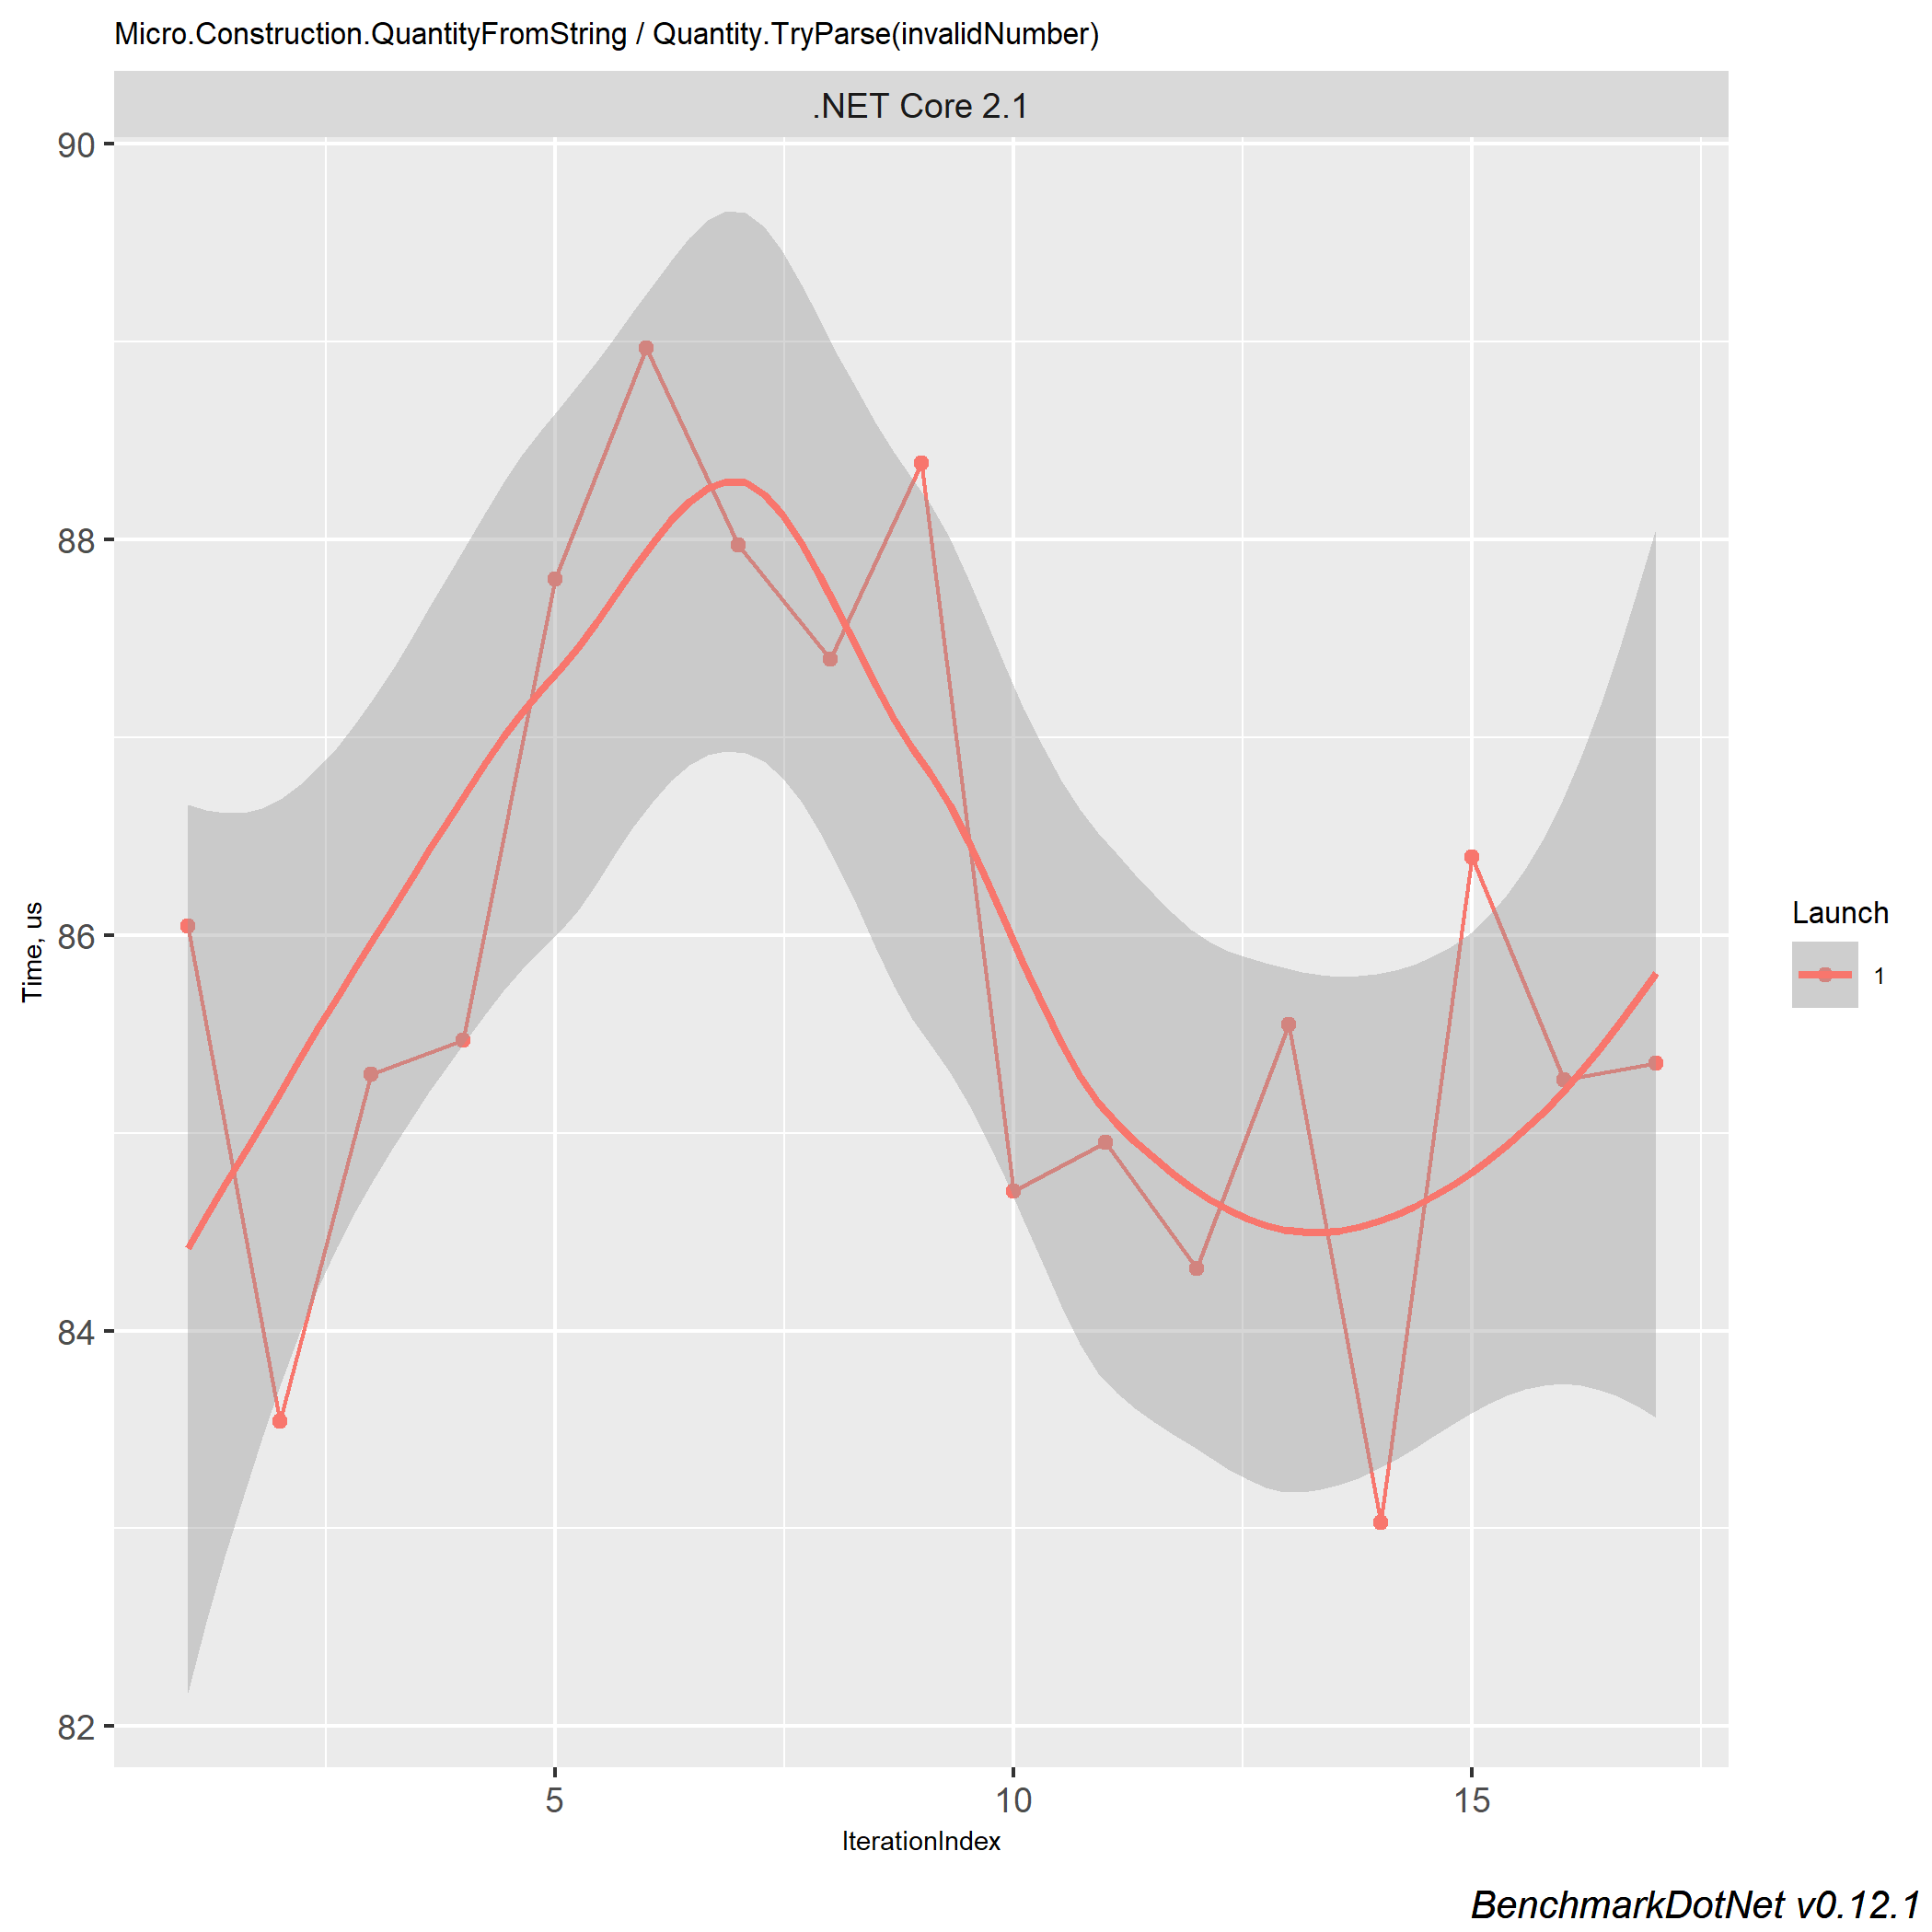 Micro.Construction.QuantityFromString / Quantity.TryParse(invalidNumber)
.NET Core 2.1
90
88
86
84
82
Time, us
5 10 15
IterationIndex
Launch
1
BenchmarkDotNet v0.12.1